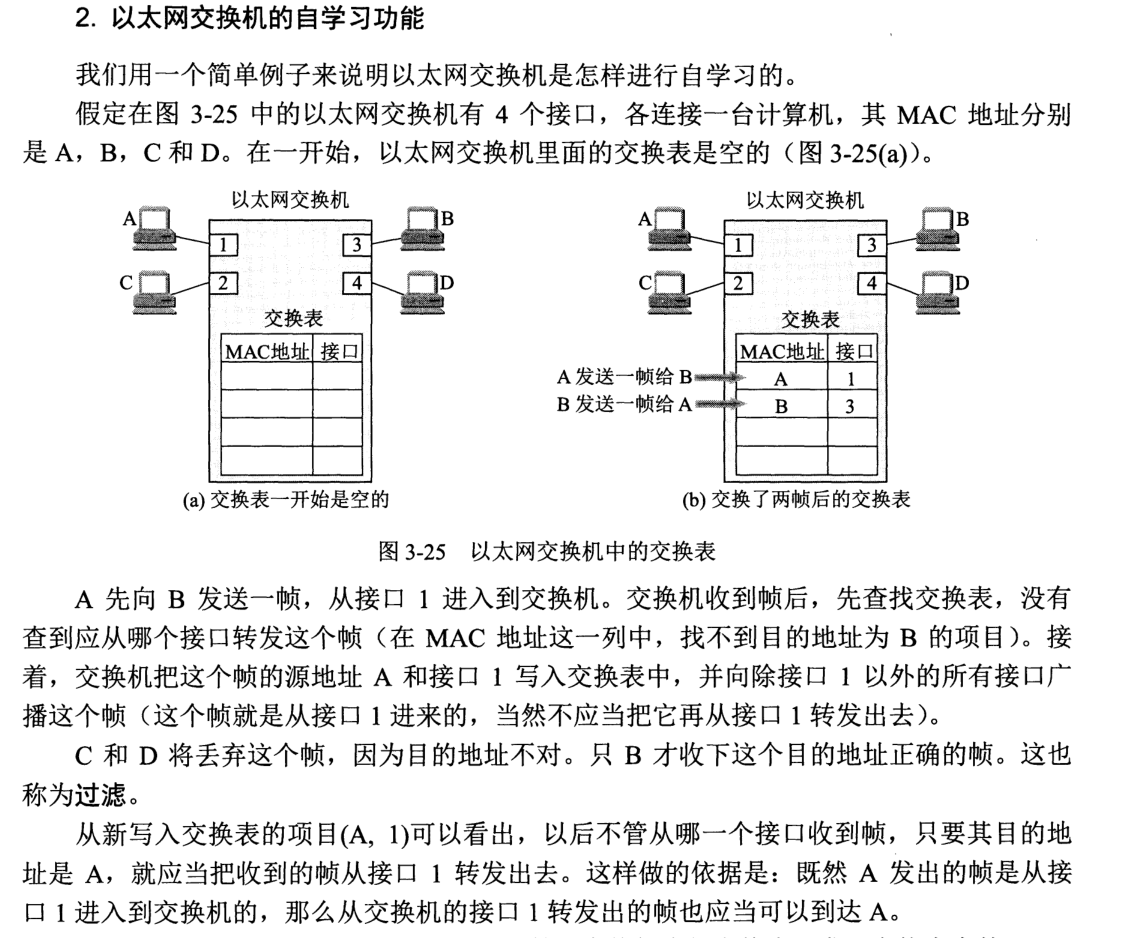 2. 以太网交换机的自学习功能
我们用一个简单例子来说明以太网交换机是怎样进行自学习的。
假定在图 3-25 中的以太网交换机有 4 个接口，各连接一台计算机，其 MAC 地址分别
是 A，B，C 和 D。在一开始，以太网交换机里面的交换表是空的（图 3-25(a)）。
以太网交换机
A
B
1
3
C
D
2
4
交换表
MAC地址 接口
(a) 交换表一开始是空的
以太网交换机
A
B
1
3
C
D
2
4
交换表
MAC地址 接口
A 发送一帧给 B A 1
B 发送一帧给 A B 3
(b) 交换了两帧后的交换表
图 3-25 以太网交换机中的交换表
A 先向 B 发送一帧，从接口 1 进入到交换机。交换机收到帧后，先查找交换表，没有
查到应从哪个接口转发这个帧（在 MAC 地址这一列中，找不到目的地址为 B 的项目）。接
着，交换机把这个帧的源地址 A 和接口 1 写入交换表中，并向除接口 1 以外的所有接口广
播这个帧（这个帧就是从接口 1 进来的，当然不应当把它再从接口 1 转发出去）。
C 和 D 将丢弃这个帧，因为目的地址不对。只 B 才收下这个目的地址正确的帧。这也
称为过滤。
从新写入交换表的项目(A, 1)可以看出，以后不管从哪一个接口收到帧，只要其目的地
址是 A，就应当把收到的帧从接口 1 转发出去。这样做的依据是：既然 A 发出的帧是从接
口 1 进入到交换机的，那么从交换机的接口 1 转发出的帧也应当可以到达 A。